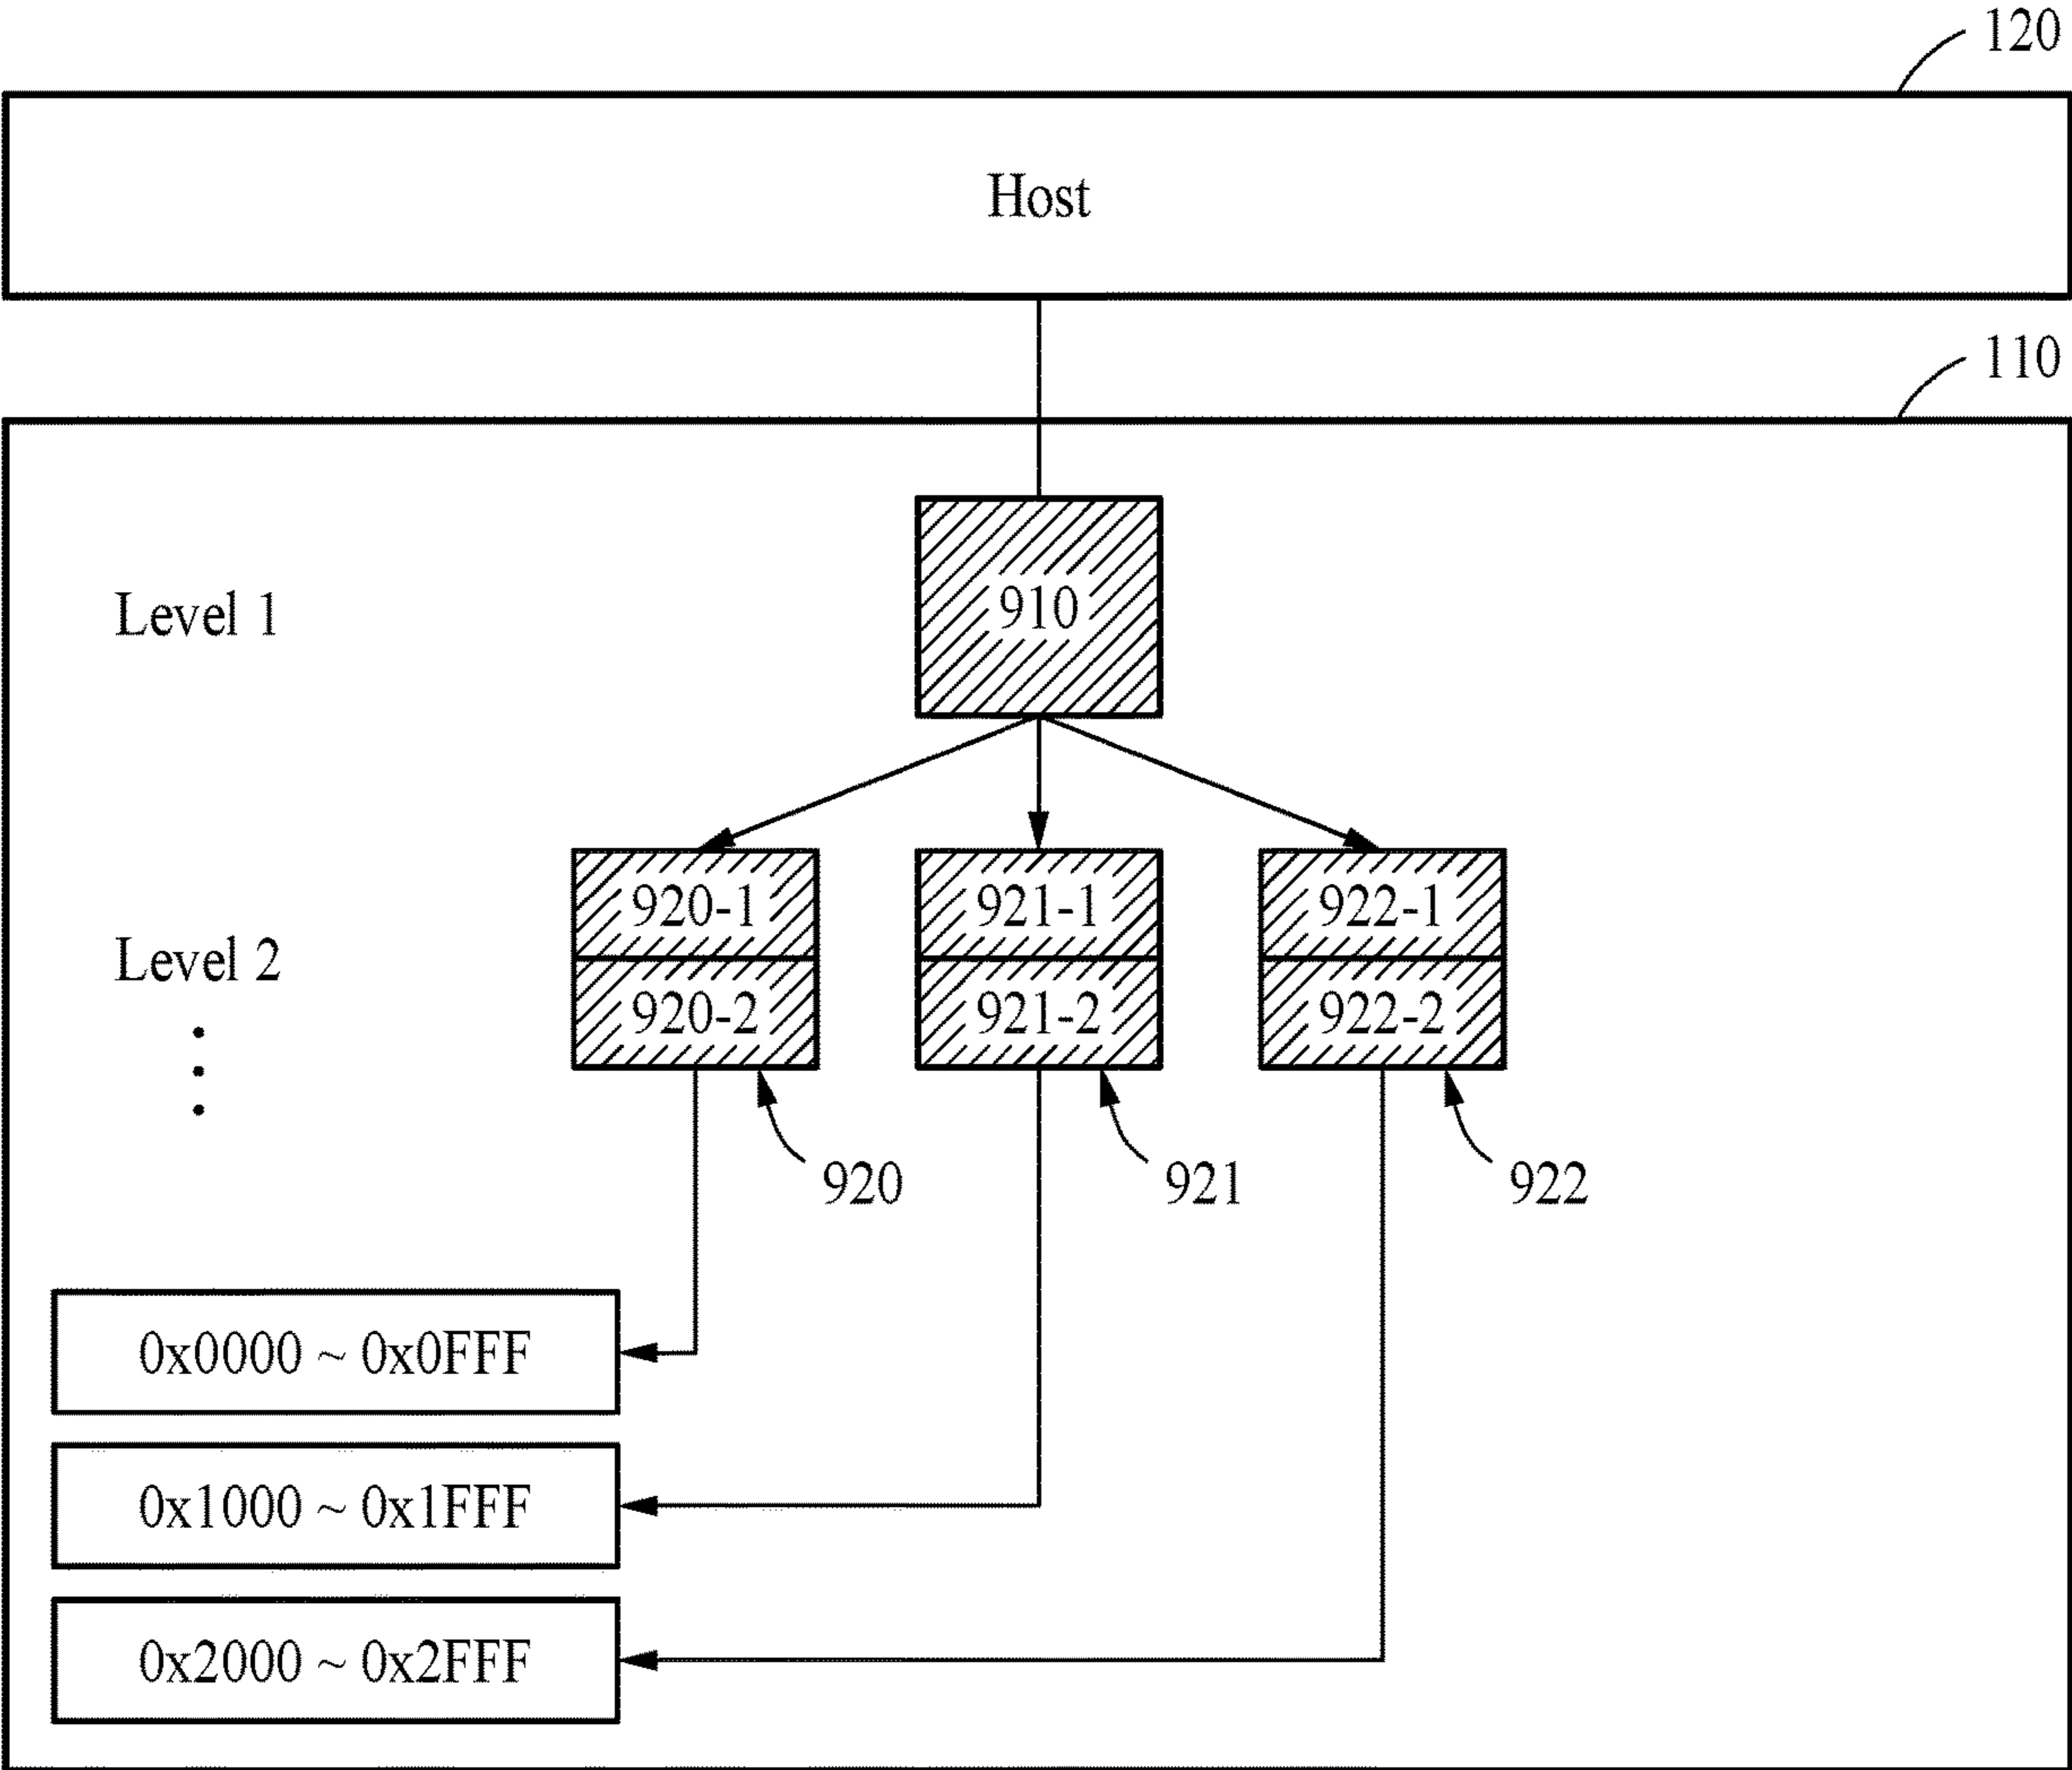 120
Host
110
Level 1
910
920-1 921-1 922-1
Level 2
920-2 921-2 922-2
920 921 922
0x0000 ~ 0x0FFF
0x1000 ~ 0x1FFF
0x2000 ~ 0x2FFF